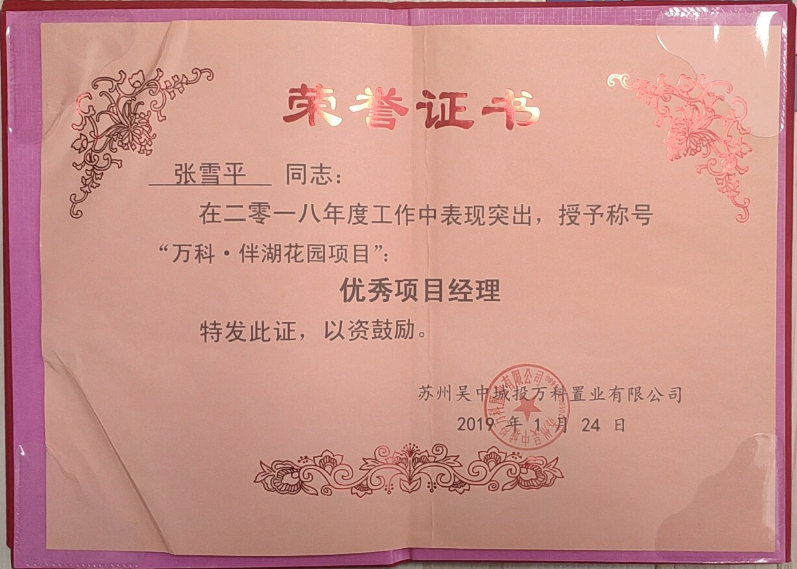 荣誉证书
张雪平 同志：
在二零一八年度工作中表现突出，授予称号
“万科·伴湖花园项目”：
优秀项目经理
特发此证，以资鼓励。
苏州吴中城投万科置业有限公司
2019 年 1 月 24 日